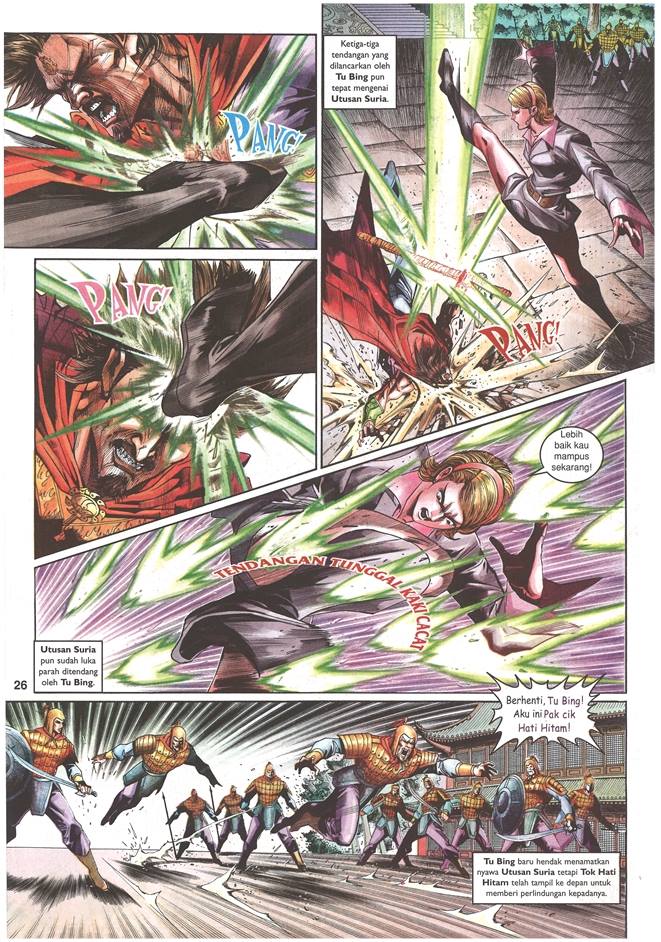 PANG!
Ketiga-tiga
tendangan yang
dilancarkan oleh
Tu Bing pun
tepat mengenai
Utusan Suria.
PANG!
PANG!
Lebih
baik kau
mampus
sekarang!
TENDANGAN TUNGGAL KAKI CACAT
Utusan Suria
pun sudah luka
parah ditendang
oleh Tu Bing.
26
Berhenti, Tu Bing!
Aku ini Pak cik
Hati Hitam!
Tu Bing baru hendak menamatkan
nyawa Utusan Suria tetapi Tok Hati
Hitam telah tampil ke depan untuk
memberi perlindungan kepadanya.